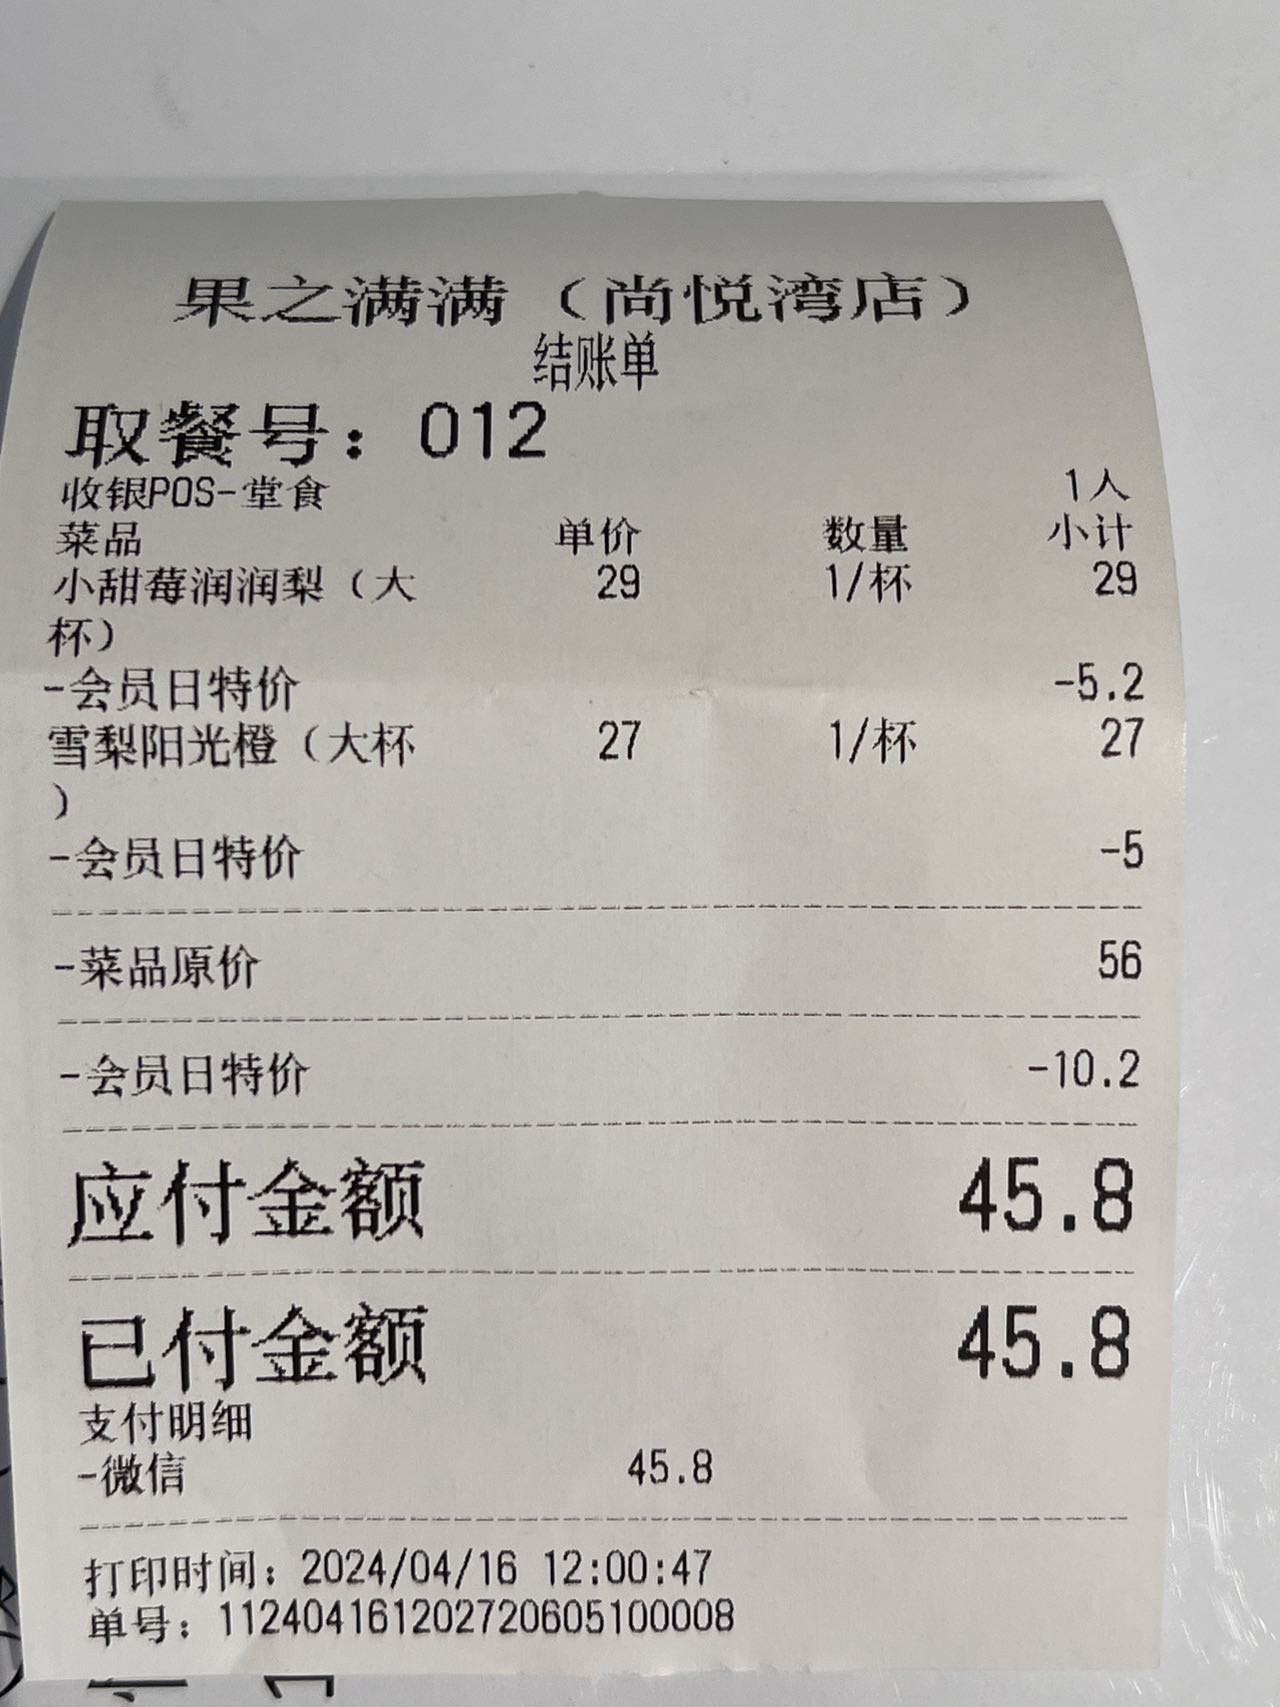 果之满满（尚悦湾店）
结账单
取餐号：012
收银POS-堂食 1人
菜品 单价 数量 小计
小甜莓润润梨（大 29 1/杯 29
杯）
-会员日特价 -5.2
雪梨阳光橙（大杯 27 1/杯 27
）
-会员日特价 -5
-菜品原价 56
-会员日特价 -10.2
应付金额 45.8
已付金额 45.8
支付明细
-微信 45.8
打印时间：2024/04/16 12:00:47
单号：112404161202720605100008